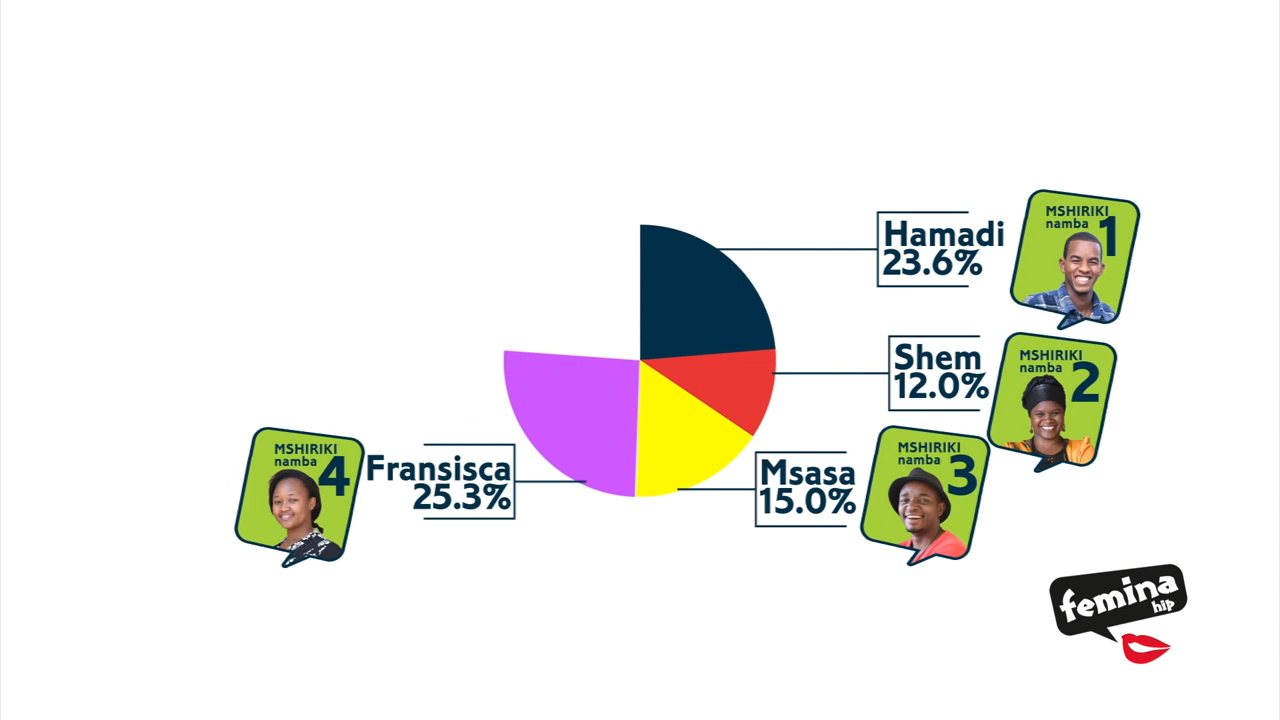 Hamadi
23.6%
MSHIRIKI
namba 1
Shem
12.0%
MSHIRIKI
namba 2
Msasa
15.0%
MSHIRIKI
namba 3
MSHIRIKI
namba 4
Fransisca
25.3%
femina
hip